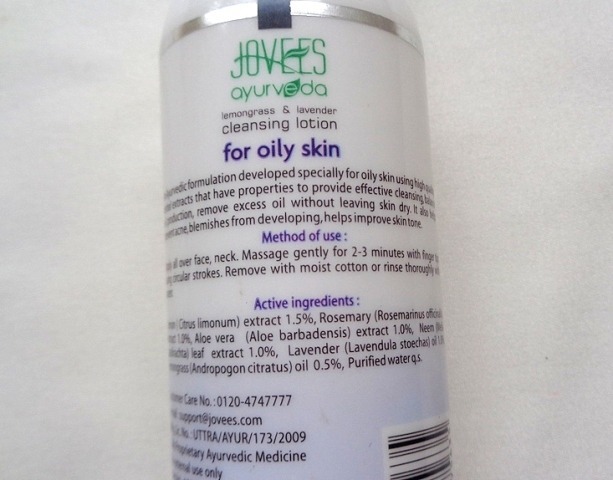 JOVEES
ayurveda
lemongrass & lavender
cleansing lotion
for oily skin
formulation developed specially for oily skin using high
extracts that have properties to provide effective cleansing,
remove excess oil without leaving skin dry. It also
acne, blemishes from developing, helps improve skin tone.
Method of use :
all over face, neck. Massage gently for 2-3 minutes with finger
circular strokes. Remove with moist cotton or rinse thoroughly
Active ingredients :
(Citrus limonum) extract 1.5%, Rosemary (Rosemarinus
1.0%, Aloe vera (Aloe barbadensis) extract 1.0%, Neem
leaf extract 1.0%, Lavender (Lavendula stoechas) oil
(Andropogon citratus) oil 0.5%, Purified water q.s.
Care No. : 0120-4747777
support@jovees.com
No. : UTTRA/AYUR/173/2009
Ayurvedic Medicine
use only